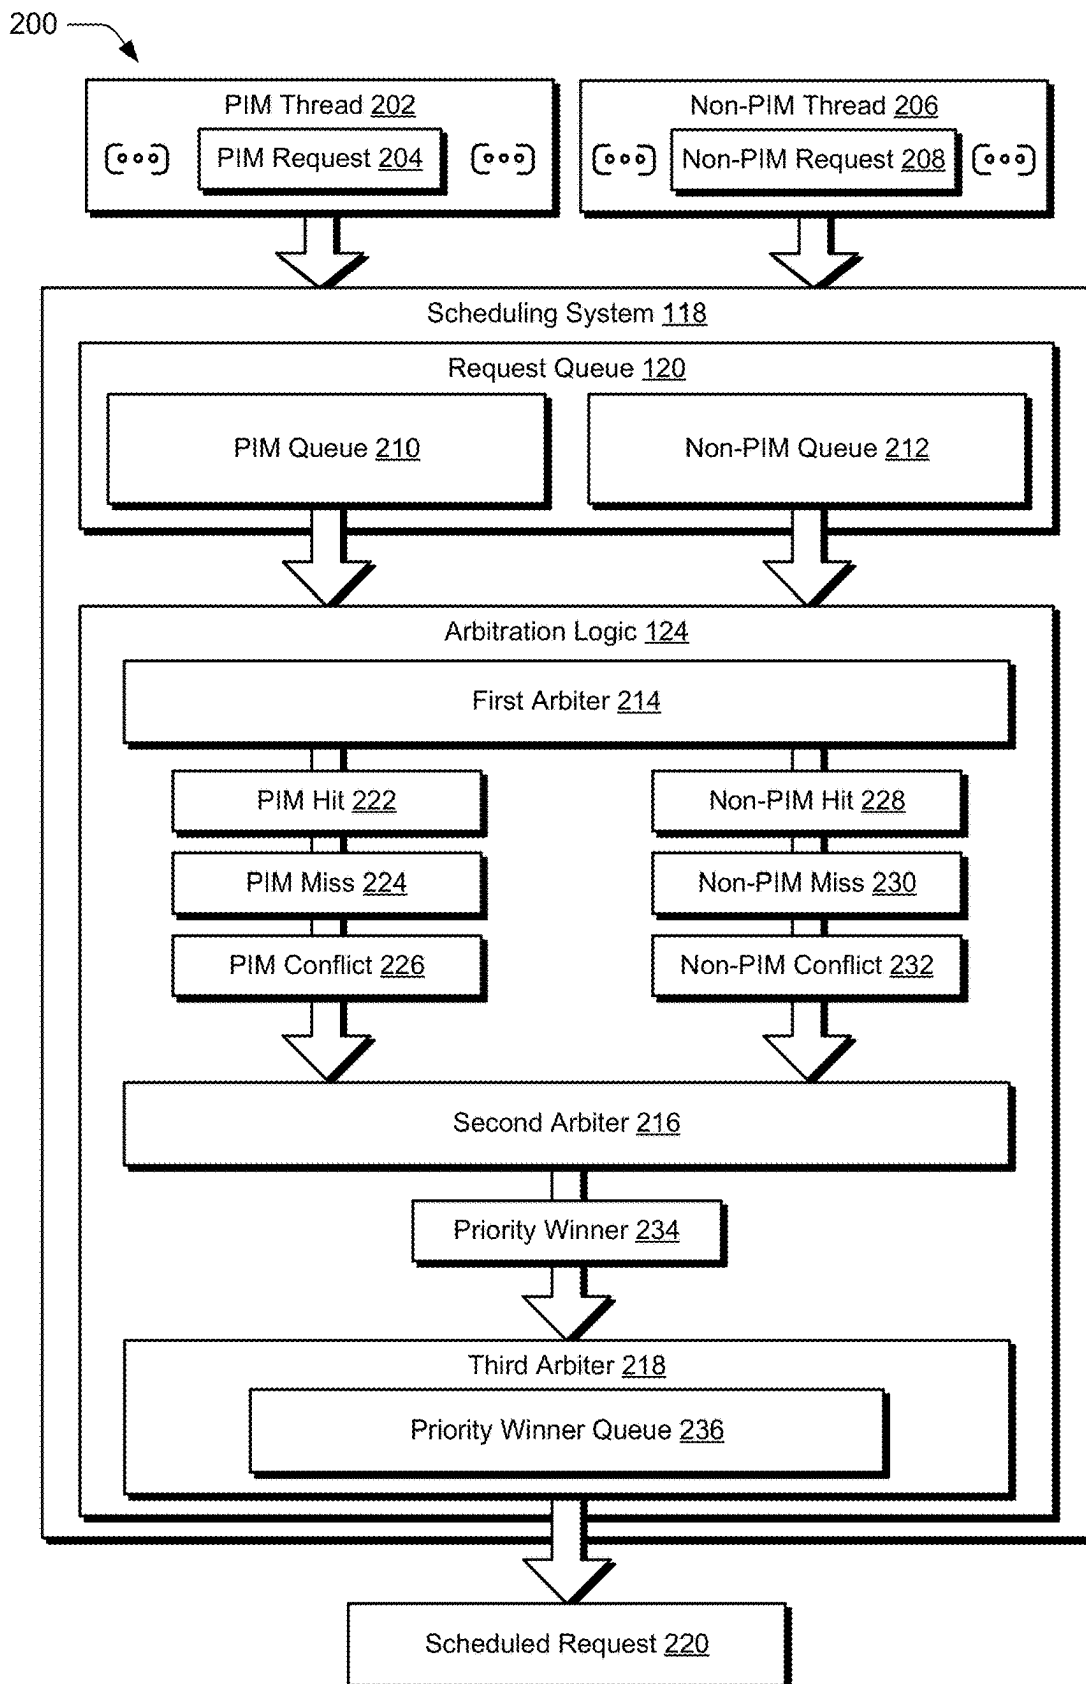 200
PIM Thread 202
Non-PIM Thread 206
PIM Request 204
Non-PIM Request 208
Scheduling System 118
Request Queue 120
PIM Queue 210
Non-PIM Queue 212
Arbitration Logic 124
First Arbiter 214
PIM Hit 222
Non-PIM Hit 228
PIM Miss 224
Non-PIM Miss 230
PIM Conflict 226
Non-PIM Conflict 232
Second Arbiter 216
Priority Winner 234
Third Arbiter 218
Priority Winner Queue 236
Scheduled Request 220